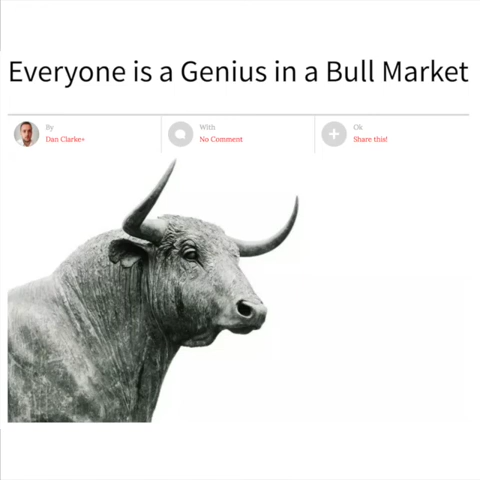 Everyone is a Genius in a Bull Market
By
Dan Clarke+
With
No Comment
Ok
Share this!